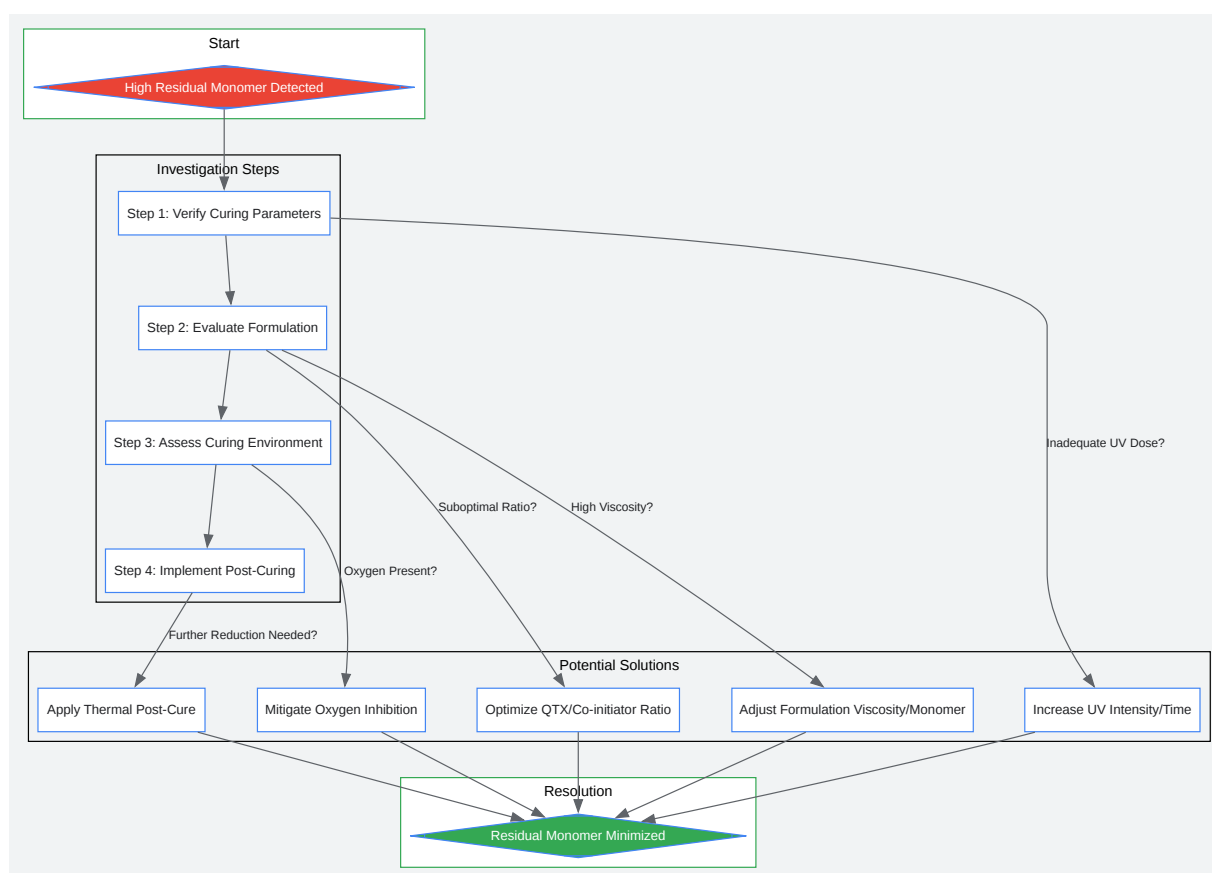 Start
High Residual Monomer Detected
Investigation Steps
Step 1: Verify Curing Parameters
Step 2: Evaluate Formulation
Step 3: Assess Curing Environment
Inadequate UV Dose?
Suboptimal Ratio?
High Viscosity?
Step 4: Implement Post-Curing
Oxygen Present?
Further Reduction Needed?
Potential Solutions
Apply Thermal Post-Cure
Mitigate Oxygen Inhibition
Optimize QTX/Co-initiator Ratio
Adjust Formulation Viscosity/Monomer
Increase UV Intensity/Time
Resolution
Residual Monomer Minimized